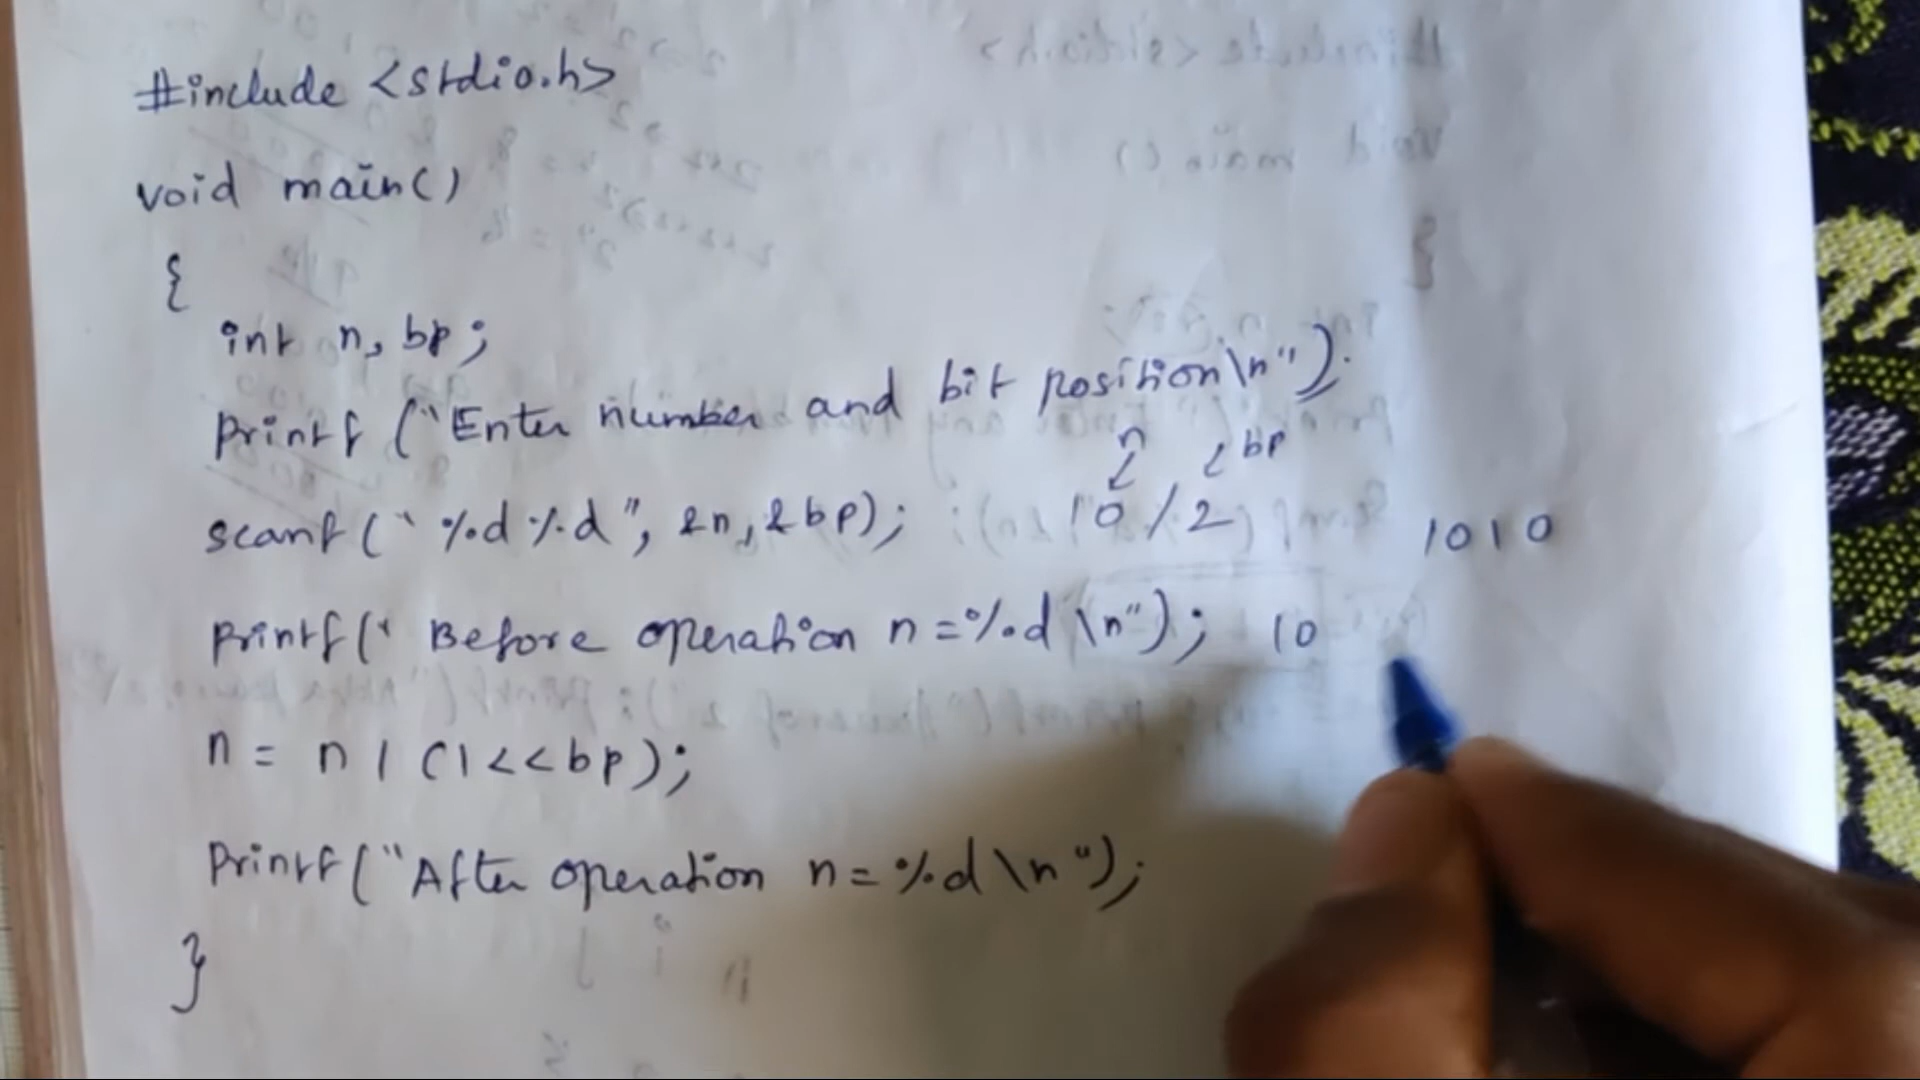 #include <stdio.h>
void main()
{
int n, bp;
printf ("Enter number and bit position\n");
n bp
scanf ("%d %d", &n, &bp); 10 / 2 1010
printf(" Before operation n=%d \n"); 10
n = n | (1<<bp);
printf("After operation n=%d \n");
}